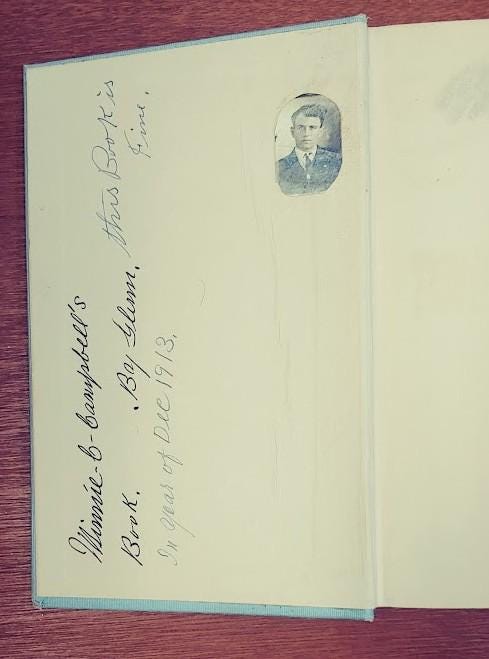 Minnie-C-Campbell's
Book. . By Glenn. this Book is
Fine.
In year of Dec 1913.